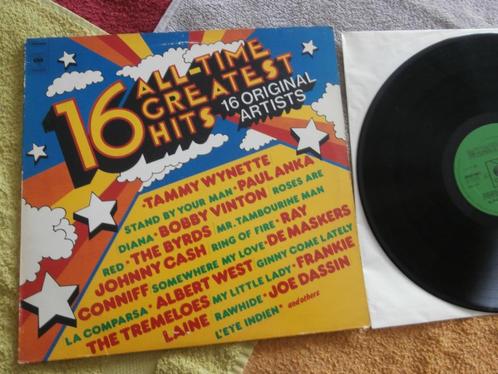 CBS
16 ALL-TIME
GREATEST
HITS
16 ORIGINAL
ARTISTS
·TAMMY WYNETTE
STAND BY YOUR MAN·PAUL ANKA
DIANA·BOBBY VINTON ROSES ARE
RED·THE BYRDS MR. TAMBOURINE MAN
JOHNNY CASH RING OF FIRE·RAY
CONNIFF SOMEWHERE MY LOVE·DE MASKERS
LA COMPARSA·ALBERT WEST GINNY COME LATELY
THE TREMELOES MY LITTLE LADY·FRANKIE
LAINE RAWHIDE·JOE DASSIN
L'EYE INDIEN' and others